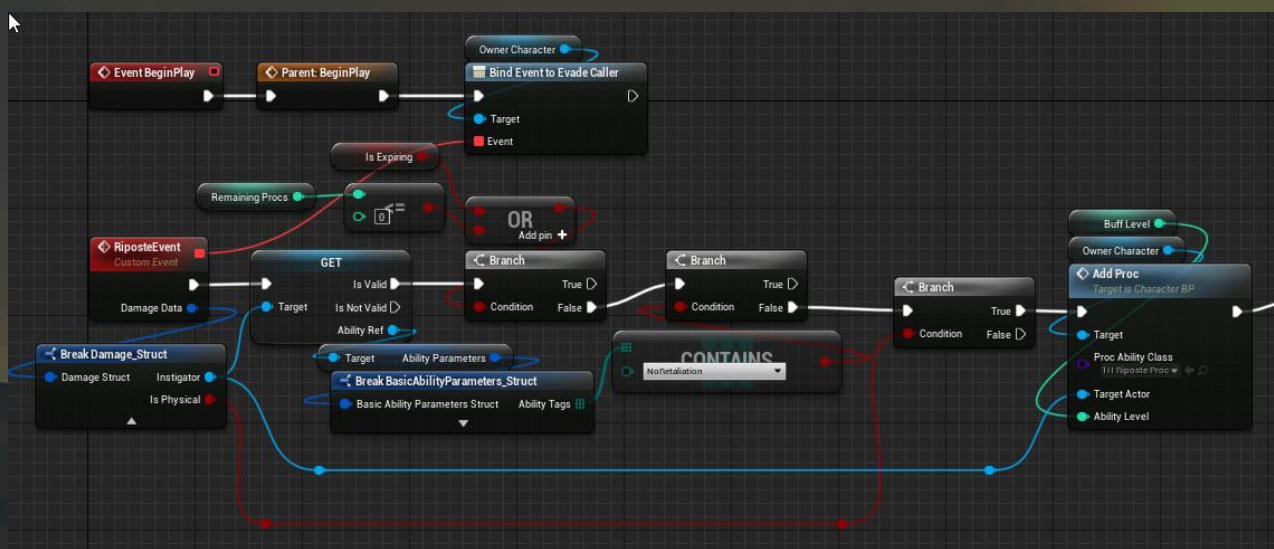 Owner Character
Event BeginPlay
Parent: BeginPlay
Bind Event to Evade Caller
Target
Event
Is Expiring
Remaining Procs
<=
0
OR
Add pin +
RiposteEvent
Custom Event
Damage Data
GET
Is Valid
Target
Is Not Valid
Ability Ref
Branch
True
Condition
False
Branch
True
Condition
False
Branch
True
Condition
False
Buff Level
Owner Character
Add Proc
Target is Character BP
Target
Proc Ability Class
Riposte Proc
Target Actor
Ability Level
Break Damage_Struct
Damage Struct
Instigator
Is Physical
Target
Ability Parameters
Break BasicAbilityParameters_Struct
Basic Ability Parameters Struct
Ability Tags
CONTAINS
NoRetaliation